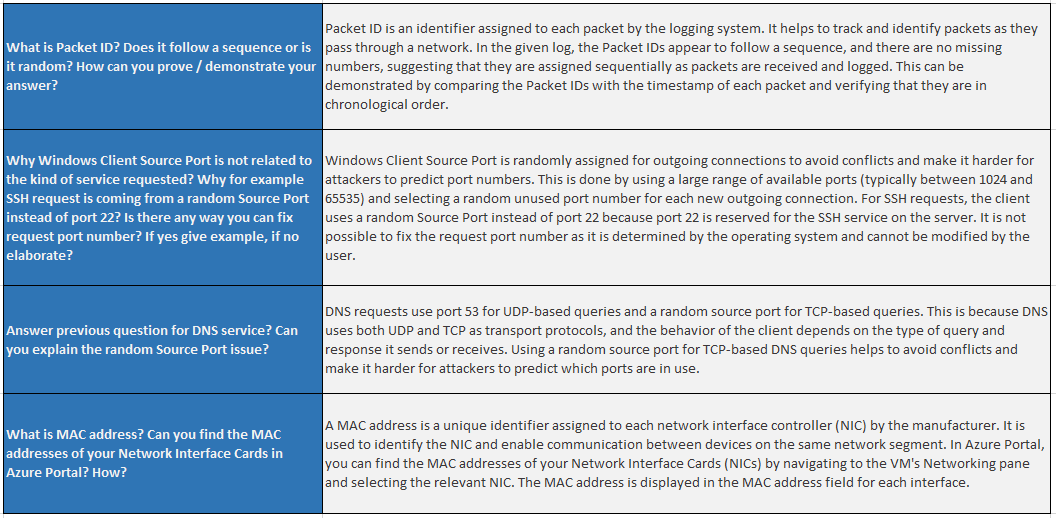 What is Packet ID? Does it follow a sequence or is
it random? How can you prove / demonstrate your
answer?
Packet ID is an identifier assigned to each packet by the logging system. It helps to track and identify packets as they
pass through a network. In the given log, the Packet IDs appear to follow a sequence, and there are no missing
numbers, suggesting that they are assigned sequentially as packets are received and logged. This can be
demonstrated by comparing the Packet IDs with the timestamp of each packet and verifying that they are in
chronological order.
Why Windows Client Source Port is not related to
the kind of service requested? Why for example
SSH request is coming from a random Source Port
instead of port 22? Is there any way you can fix
request port number? If yes give example, if no
elaborate?
Windows Client Source Port is randomly assigned for outgoing connections to avoid conflicts and make it harder for
attackers to predict port numbers. This is done by using a large range of available ports (typically between 1024 and
65535) and selecting a random unused port number for each new outgoing connection. For SSH requests, the client
uses a random Source Port instead of port 22 because port 22 is reserved for the SSH service on the server. It is not
possible to fix the request port number as it is determined by the operating system and cannot be modified by the
user.
Answer previous question for DNS service? Can
you explain the random Source Port issue?
DNS requests use port 53 for UDP-based queries and a random source port for TCP-based queries. This is because DNS
uses both UDP and TCP as transport protocols, and the behavior of the client depends on the type of query and
response it sends or receives. Using a random source port for TCP-based DNS queries helps to avoid conflicts and
make it harder for attackers to predict which ports are in use.
What is MAC address? Can you find the MAC
addresses of your Network Interface Cards in
Azure Portal? How?
A MAC address is a unique identifier assigned to each network interface controller (NIC) by the manufacturer. It is
used to identify the NIC and enable communication between devices on the same network segment. In Azure Portal,
you can find the MAC addresses of your Network Interface Cards (NICs) by navigating to the VM's Networking pane
and selecting the relevant NIC. The MAC address is displayed in the MAC address field for each interface.